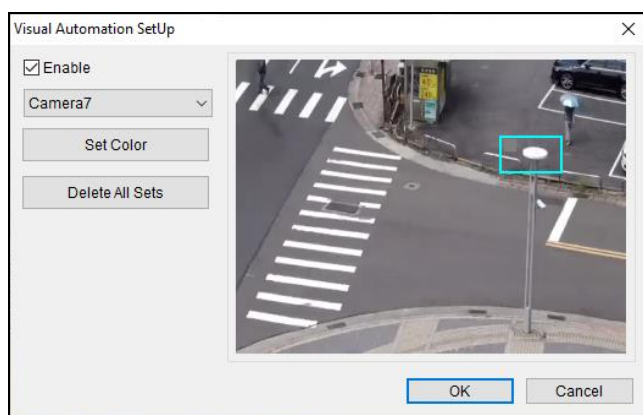 Visual Automation SetUp
Enable
Camera7
Set Color
Delete All Sets
OK
Cancel